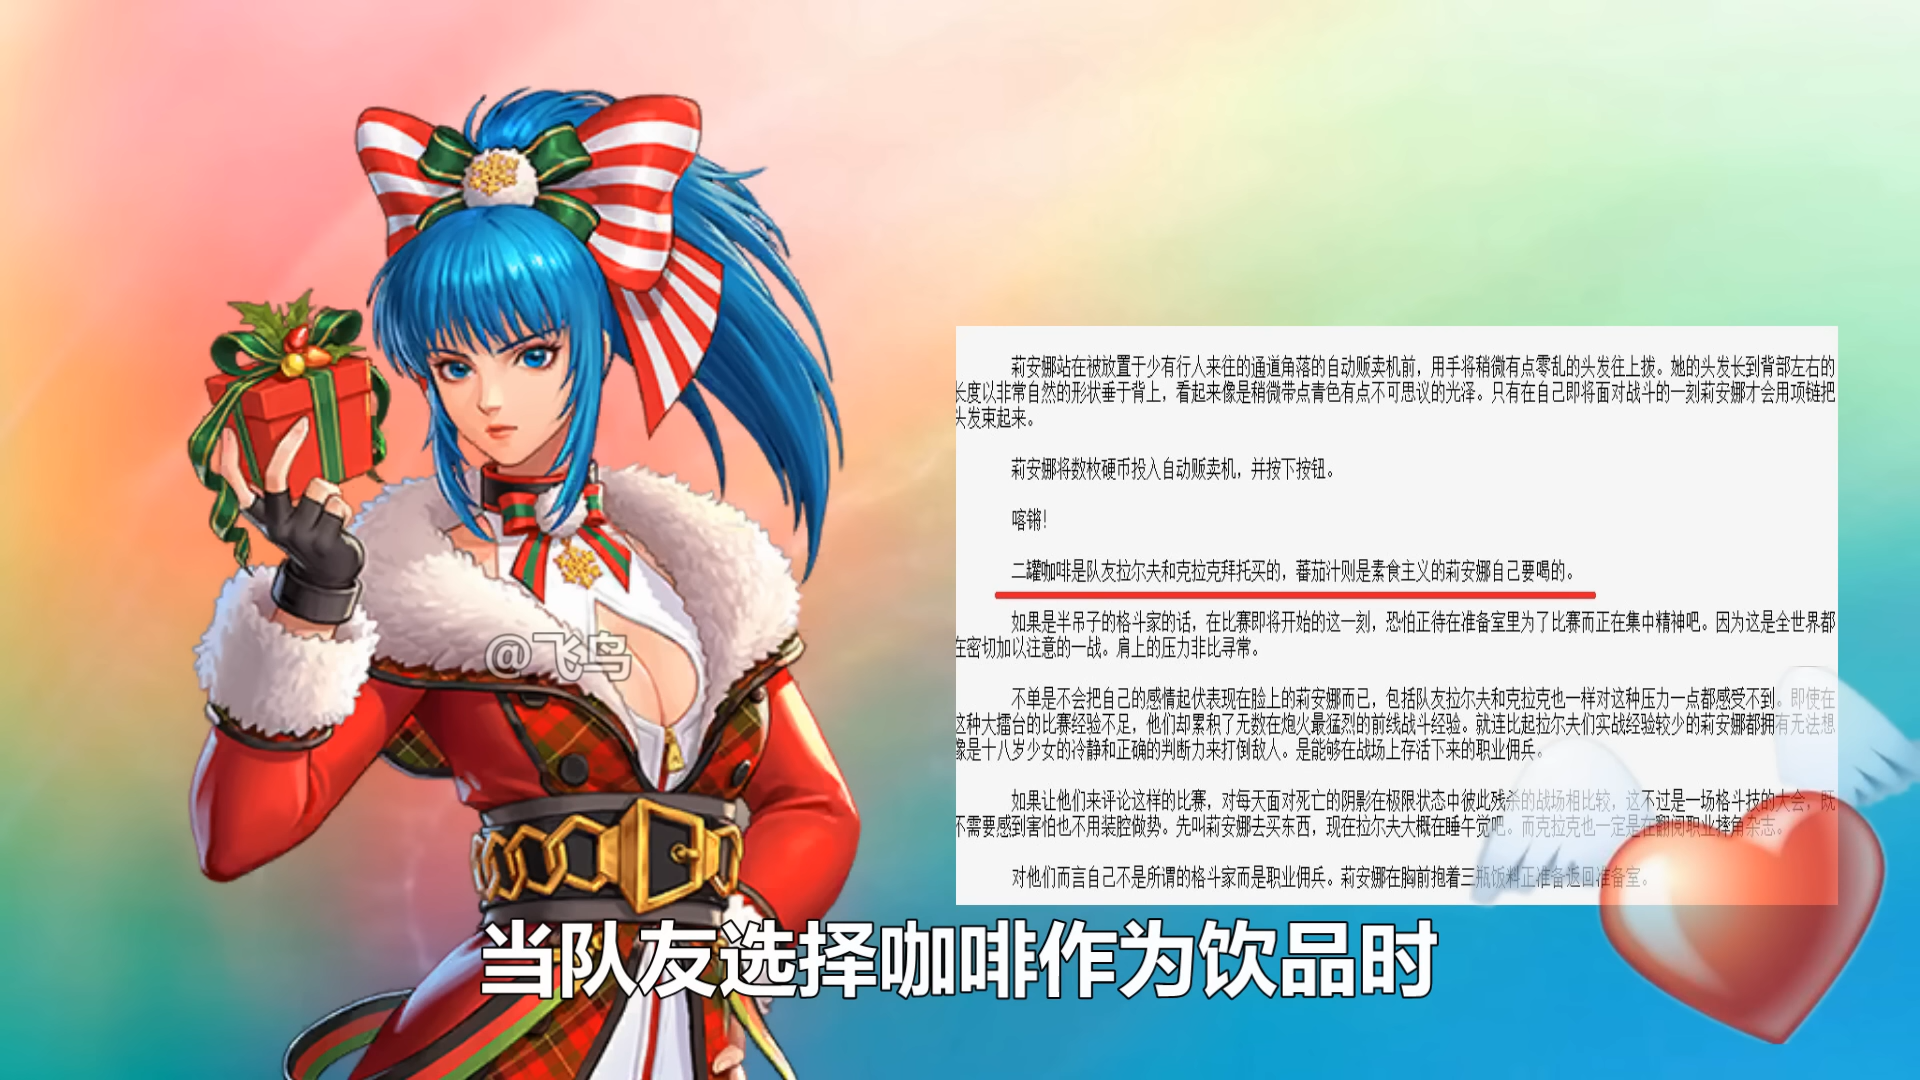 莉安娜站在被放置于少有行人来往的通道角落的自动贩卖机前，用手将稍微有点零乱的头发往上拨。她的头发长到背部左右的
长度以非常自然的形状垂于背上，看起来像是稍微带点青色有点不可思议的光泽。只有在自己即将面对战斗的一刻莉安娜才会用项链把
头发束起来。
莉安娜将数枚硬币投入自动贩卖机，并按下按钮。
喀锵！
二罐咖啡是队友拉尔夫和克拉克拜托买的，蕃茄汁则是素食主义的莉安娜自己要喝的。
如果是半吊子的格斗家的话，在比赛即将开始的这一刻，恐怕正待在准备室里为了比赛而正在集中精神吧。因为这是全世界都
在密切加以注意的一战。肩上的压力非比寻常。
不单是不会把自己的感情起伏表现在脸上的莉安娜而已，包括队友拉尔夫和克拉克也一样对这种压力一点都感受不到。即使在
这种大擂台的比赛经验不足，他们却累积了无数在炮火最猛烈的前线战斗经验。就连比起拉尔夫们实战经验较少的莉安娜都拥有无法想
像是十八岁少女的冷静和正确的判断力来打倒敌人。是能够在战场上存活下来的职业佣兵。
如果让他们来评论这样的比赛，对每天面对死亡的阴影在极限状态中彼此残杀的战场相比较，这不过是一场格斗技的大会，既
不需要感到害怕也不用装腔做势。先叫莉安娜去买东西，现在拉尔夫大概在睡午觉吧。而克拉克也一定是在翻阅职业摔角杂志。
对他们而言自己不是所谓的格斗家而是职业佣兵。莉安娜在胸前抱着三瓶饮料正准备返回准备室。
@飞鸟
当队友选择咖啡作为饮品时